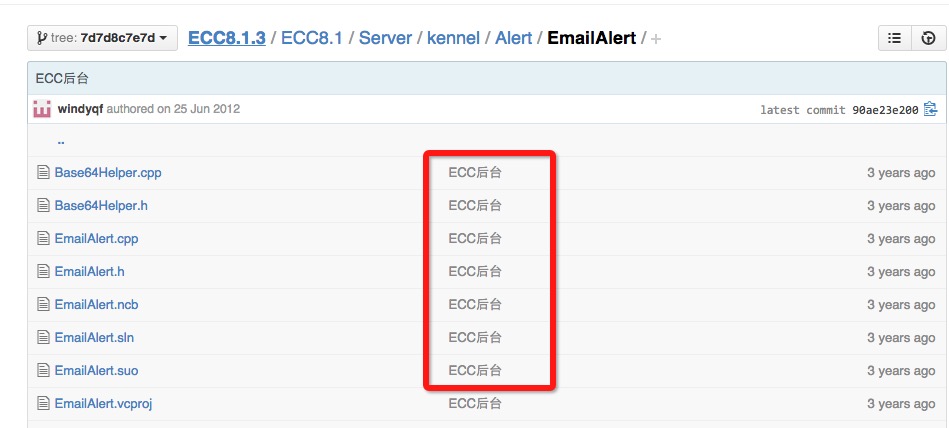 tree: 7d7d8c7e7d ECC8.1.3 / ECC8.1 / Server / kennel / Alert / EmailAlert / +
ECC后台
windyqf authored on 25 Jun 2012 latest commit 90ae23e200
..
Base64Helper.cpp ECC后台 3 years ago
Base64Helper.h ECC后台 3 years ago
EmailAlert.cpp ECC后台 3 years ago
EmailAlert.h ECC后台 3 years ago
EmailAlert.ncb ECC后台 3 years ago
EmailAlert.sln ECC后台 3 years ago
EmailAlert.suo ECC后台 3 years ago
EmailAlert.vcproj ECC后台 3 years ago